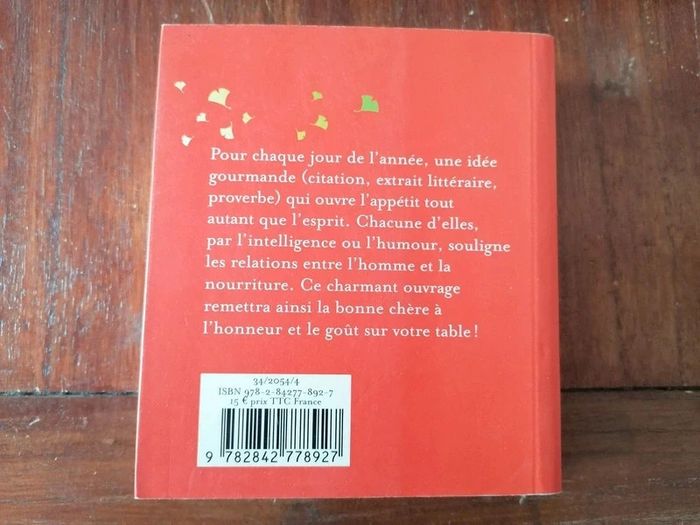 Pour chaque jour de l'année, une idée
gourmande (citation, extrait littéraire,
proverbe) qui ouvre l'appétit tout
autant que l'esprit. Chacune d'elles,
par l'intelligence ou l'humour, souligne
les relations entre l'homme et la
nourriture. Ce charmant ouvrage
remettra ainsi la bonne chère à
l'honneur et le goût sur votre table !
34/2054/4
ISBN 978-2-84277-892-7
15 € prix TTC France
9 782842 778927